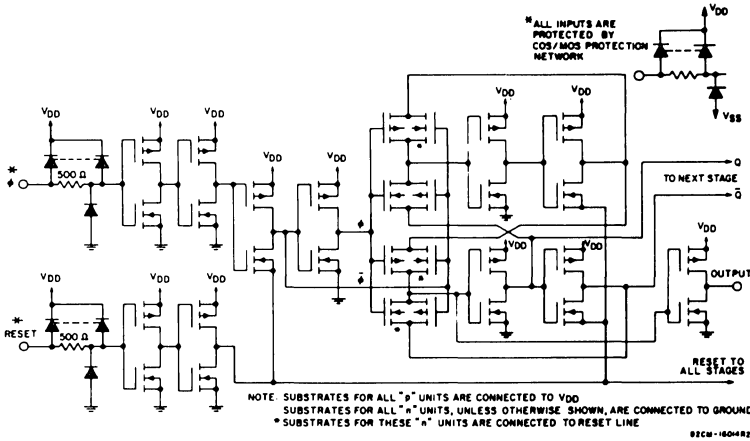 * ALL INPUTS ARE
PROTECTED BY
COS/MOS PROTECTION
NETWORK
VDD
VSS
VDD
VDD
VDD
* ϕ
500 Ω
VDD
VDD
ϕ
ϕ̅
VDD
VDD
VDD
VDD
Q
TO NEXT STAGE
Q̅
VDD
OUTPUT
VDD
VDD
VDD
*
RESET
500 Ω
*
*
*
RESET TO
ALL STAGES
NOTE: SUBSTRATES FOR ALL "p" UNITS ARE CONNECTED TO VDD
SUBSTRATES FOR ALL "n" UNITS, UNLESS OTHERWISE SHOWN, ARE CONNECTED TO GROUND
* SUBSTRATES FOR THESE "n" UNITS ARE CONNECTED TO RESET LINE
92CM-16014R2